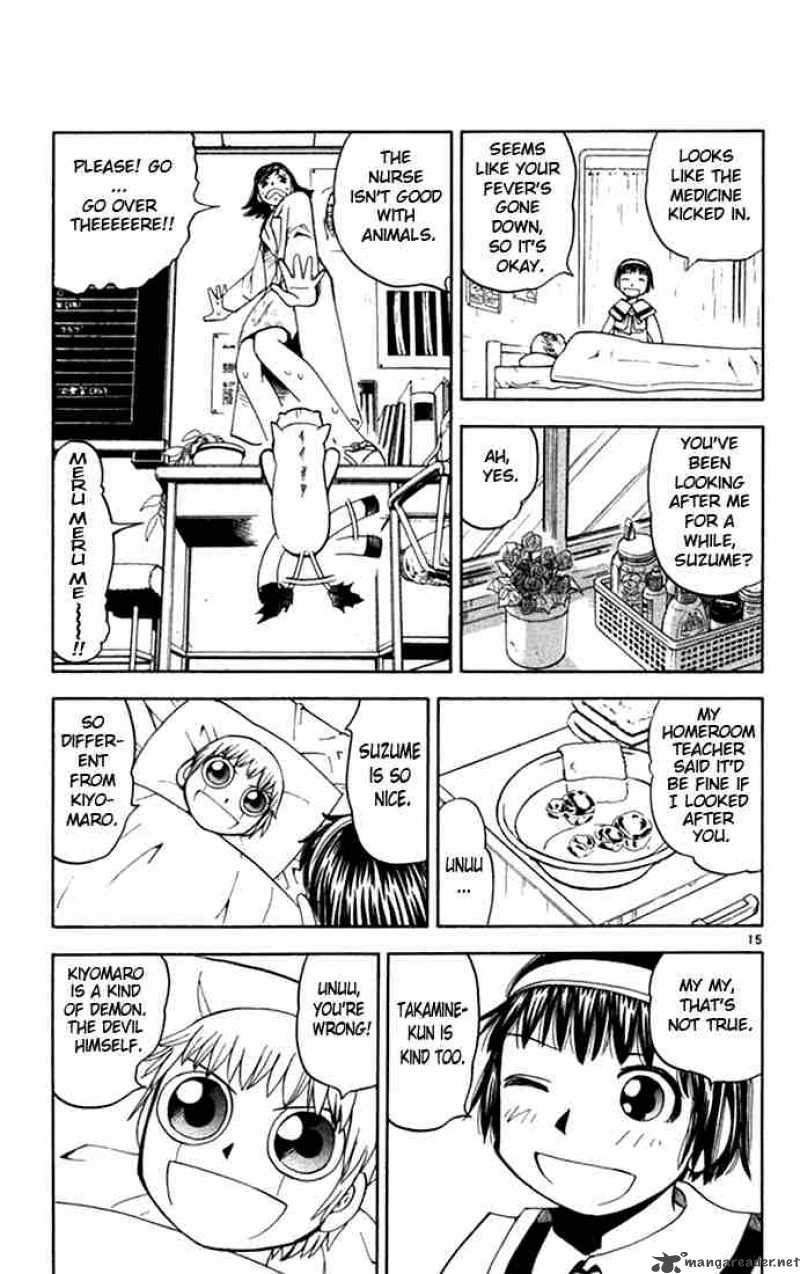 LOOKS
LIKE THE
MEDICINE
KICKED IN.
SEEMS
LIKE YOUR
FEVER'S
GONE
DOWN,
SO IT'S
OKAY.
THE
NURSE
ISN'T GOOD
WITH
ANIMALS.
PLEASE! GO
...
GO OVER
THEEEEERE!!
MERU MERU ME~~~~!!
YOU'VE
BEEN
LOOKING
AFTER ME
FOR A
WHILE,
SUZUME?
AH,
YES.
MY
HOMEROOM
TEACHER
SAID IT'D
BE FINE IF
I LOOKED
AFTER
YOU.
UNUU
...
SUZUME
IS SO
NICE.
SO
DIFFER-
ENT
FROM
KIYO-
MARO.
15
MY MY,
THAT'S
NOT TRUE.
TAKAMINE-
KUN IS
KIND TOO.
UNUU,
YOU'RE
WRONG!
KIYOMARO
IS A KIND
OF DEMON.
THE DEVIL
HIMSELF.
mangareader.net